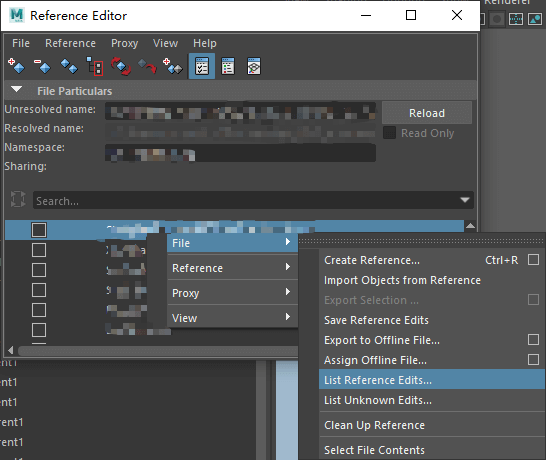 Renderer
Reference Editor
File Reference Proxy View Help
File Particulars
Unresolved name:
Reload
Resolved name:
Read Only
Namespace:
Sharing:
Search...
File
Reference
Proxy
View
Create Reference... Ctrl+R
Import Objects from Reference
Export Selection ...
Save Reference Edits
Export to Offline File...
Assign Offline File...
List Reference Edits...
List Unknown Edits...
Clean Up Reference
Select File Contents
ent1
rent1
rent1
rent1
ent1